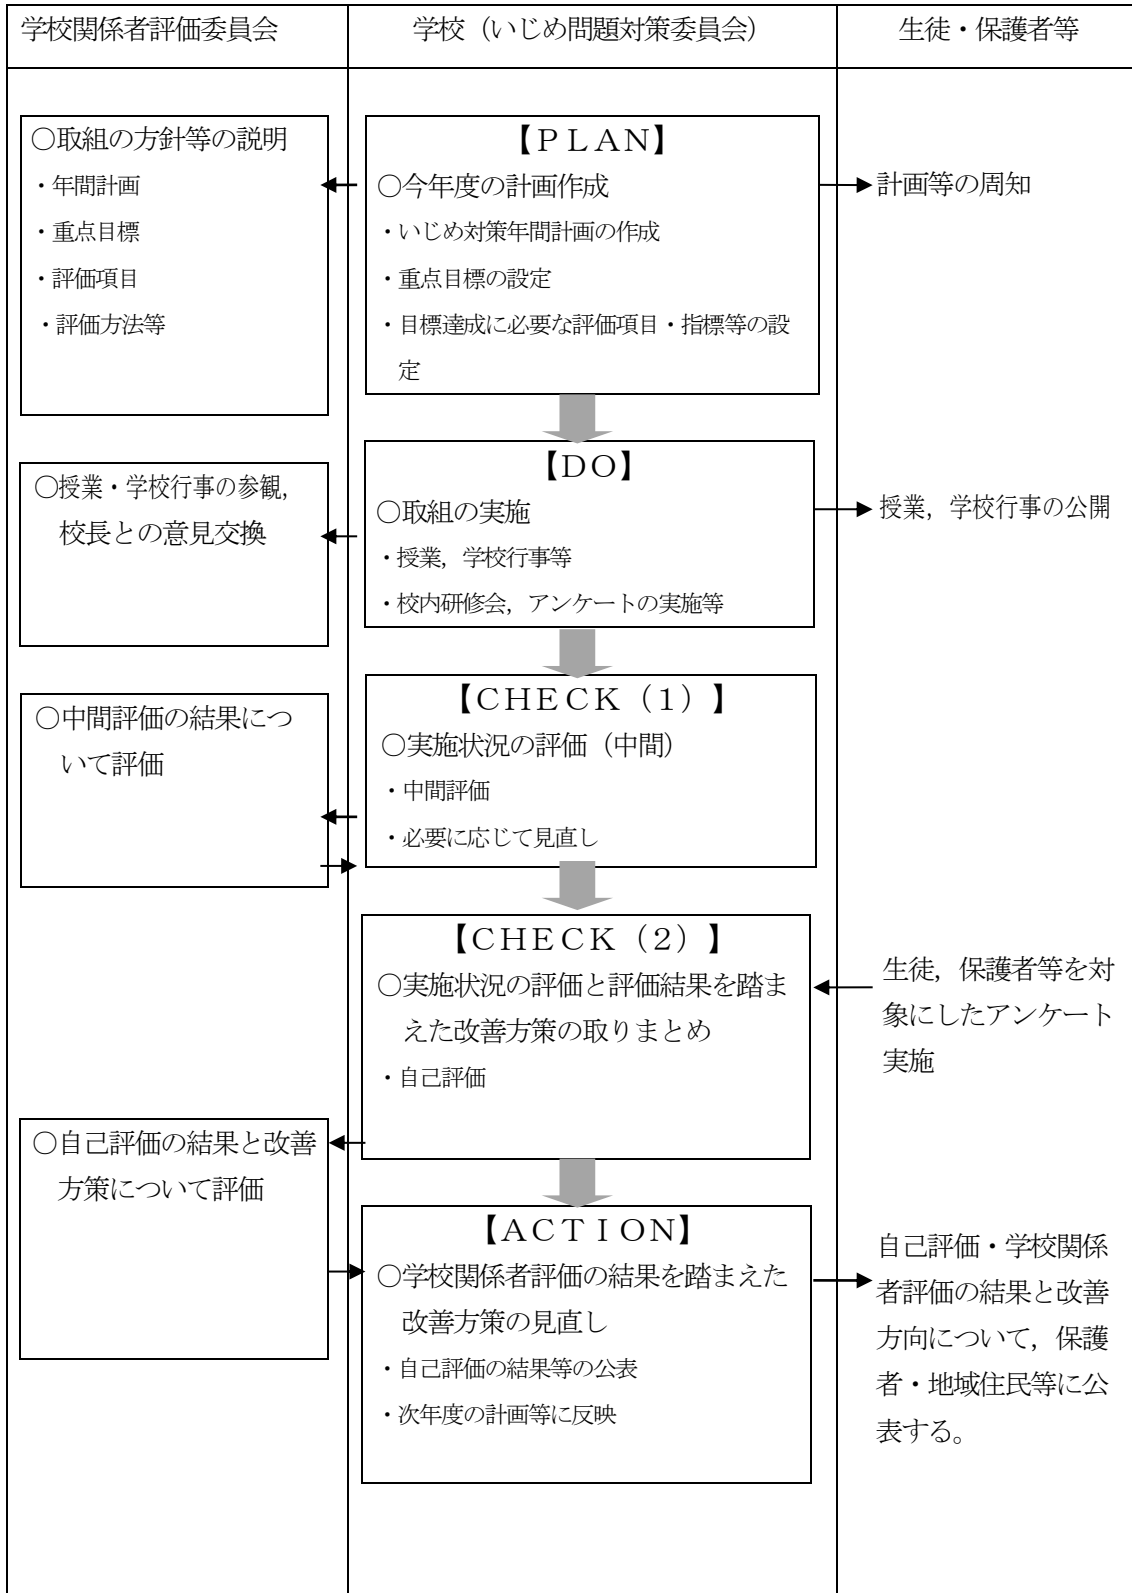 学校関係者評価委員会
学校（いじめ問題対策委員会）
生徒・保護者等
〇取組の方針等の説明
・年間計画
・重点目標
・評価項目
・評価方法等
【ＰＬＡＮ】
〇今年度の計画作成
・いじめ対策年間計画の作成
・重点目標の設定
・目標達成に必要な評価項目・指標等の設
定
計画等の周知
〇授業・学校行事の参観，
校長との意見交換
【ＤＯ】
〇取組の実施
・授業，学校行事等
・校内研修会，アンケートの実施等
授業，学校行事の公開
〇中間評価の結果につ
いて評価
【ＣＨＥＣＫ（１）】
〇実施状況の評価（中間）
・中間評価
・必要に応じて見直し
【ＣＨＥＣＫ（２）】
〇実施状況の評価と評価結果を踏ま
えた改善方策の取りまとめ
・自己評価
生徒，保護者等を対
象にしたアンケート
実施
〇自己評価の結果と改善
方策について評価
【ＡＣＴＩＯＮ】
〇学校関係者評価の結果を踏まえた
改善方策の見直し
・自己評価の結果等の公表
・次年度の計画等に反映
自己評価・学校関係
者評価の結果と改善
方向について，保護
者・地域住民等に公
表する。